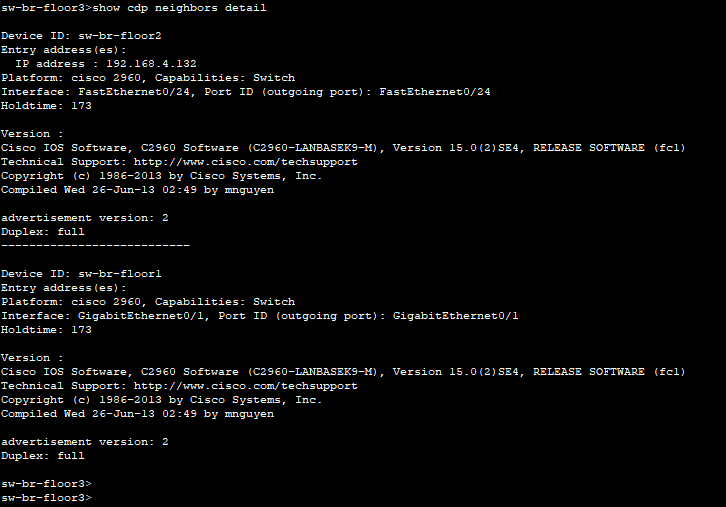 sw-br-floor3>show cdp neighbors detail
Device ID: sw-br-floor2
Entry address(es):
  IP address : 192.168.4.132
Platform: cisco 2960, Capabilities: Switch
Interface: FastEthernet0/24, Port ID (outgoing port): FastEthernet0/24
Holdtime: 173
Version :
Cisco IOS Software, C2960 Software (C2960-LANBASEK9-M), Version 15.0(2)SE4, RELEASE SOFTWARE (fc1)
Technical Support: http://www.cisco.com/techsupport
Copyright (c) 1986-2013 by Cisco Systems, Inc.
Compiled Wed 26-Jun-13 02:49 by mnguyen
advertisement version: 2
Duplex: full
---------------------------
Device ID: sw-br-floor1
Entry address(es):
Platform: cisco 2960, Capabilities: Switch
Interface: GigabitEthernet0/1, Port ID (outgoing port): GigabitEthernet0/1
Holdtime: 173
Version :
Cisco IOS Software, C2960 Software (C2960-LANBASEK9-M), Version 15.0(2)SE4, RELEASE SOFTWARE (fc1)
Technical Support: http://www.cisco.com/techsupport
Copyright (c) 1986-2013 by Cisco Systems, Inc.
Compiled Wed 26-Jun-13 02:49 by mnguyen
advertisement version: 2
Duplex: full
sw-br-floor3>
sw-br-floor3>